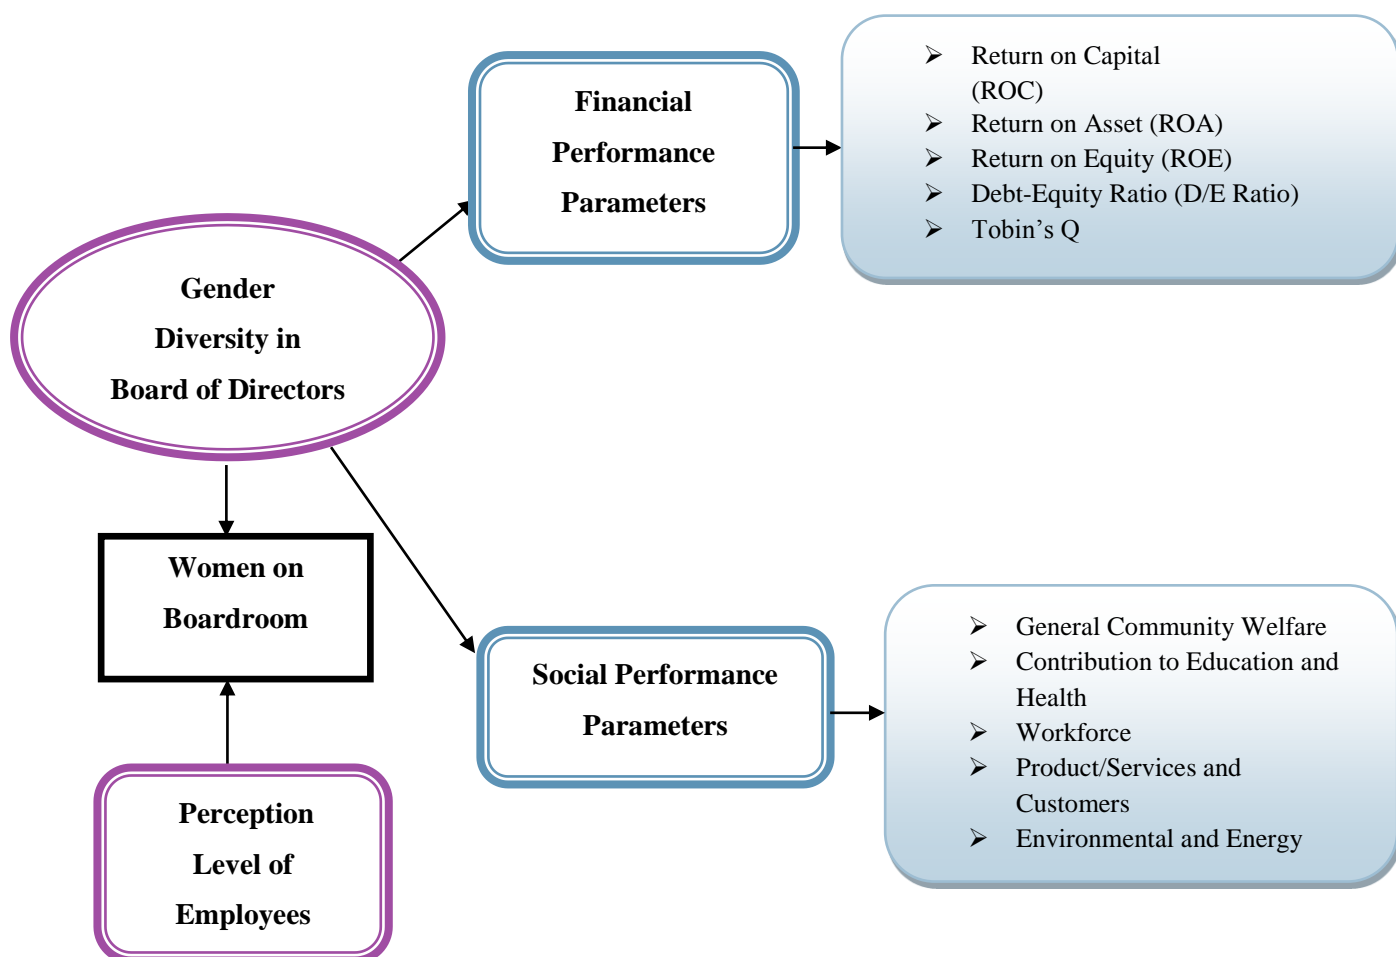 Financial
Performance
Parameters
➢ Return on Capital
(ROC)
➢ Return on Asset (ROA)
➢ Return on Equity (ROE)
➢ Debt-Equity Ratio (D/E Ratio)
➢ Tobin’s Q
Gender
Diversity in
Board of Directors
Women on
Boardroom
Social Performance
Parameters
➢ General Community Welfare
➢ Contribution to Education and
Health
➢ Workforce
➢ Product/Services and
Customers
➢ Environmental and Energy
Perception
Level of
Employees